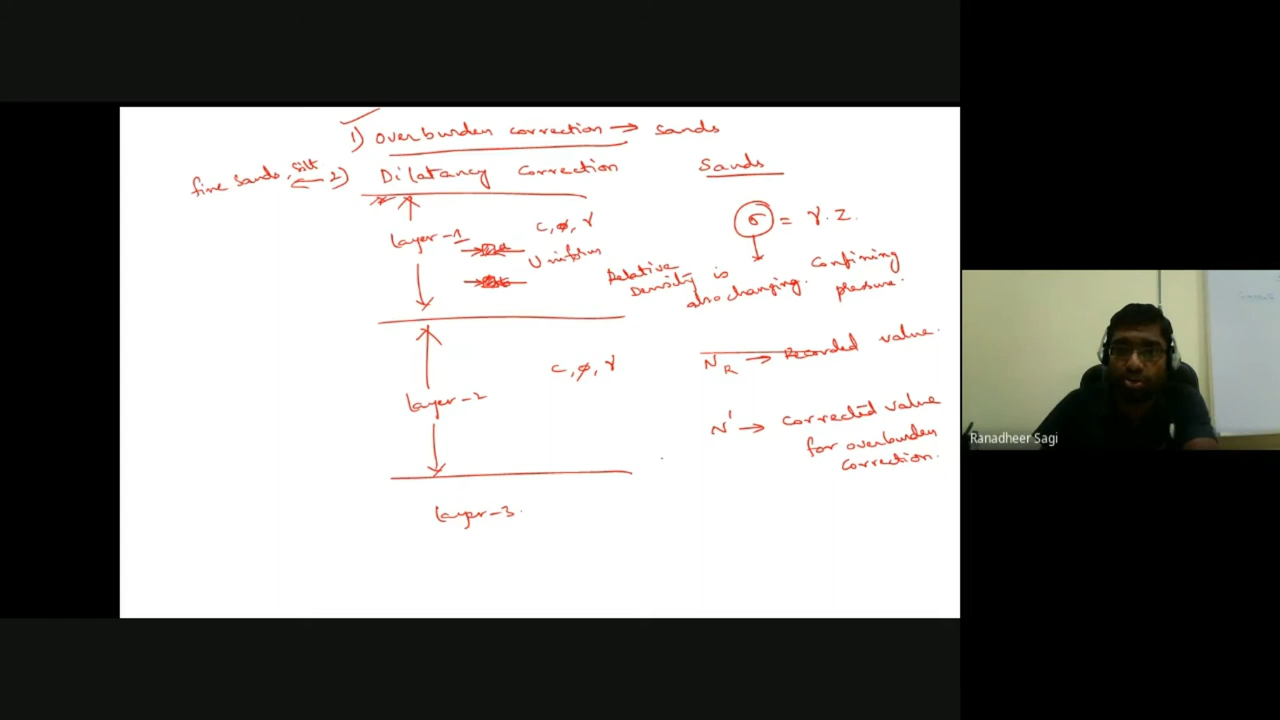 1) Overburden correction → sands
fine sands, silt ← 2) Dilatancy correction
Sands
σ = γ.z.
Layer-1
c, φ, γ
Uniform
Relative Density is also changing.
Confining pressure.
N_R → Recorded value.
c, φ, γ
Layer-2
N' → corrected value
for overburden
correction.
Layer-3.
Ranadheer Sagi